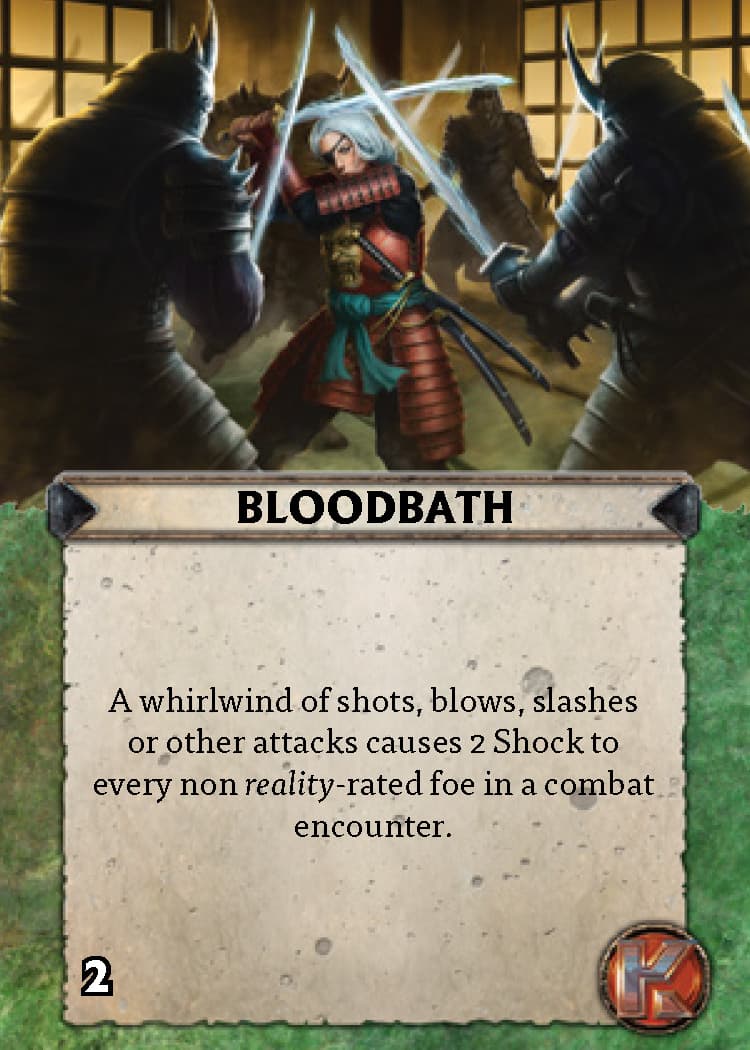 BLOODBATH
A whirlwind of shots, blows, slashes
or other attacks causes 2 Shock to
every non reality-rated foe in a combat
encounter.
2
K